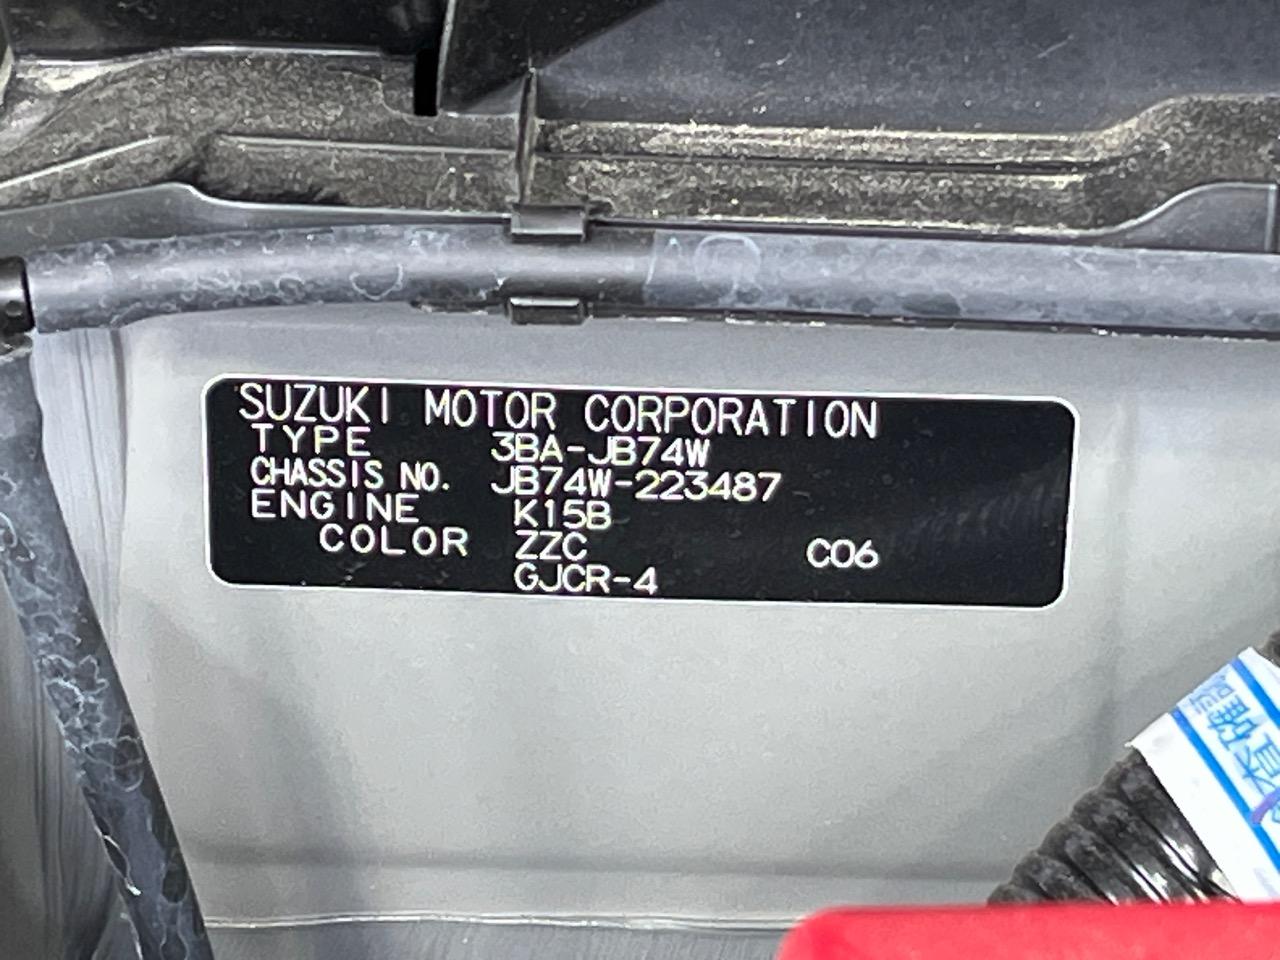 SUZUKI MOTOR CORPORATION
TYPE 3BA-JB74W
CHASSIS NO. JB74W-223487
ENGINE K15B
COLOR ZZC C06
GJCR-4